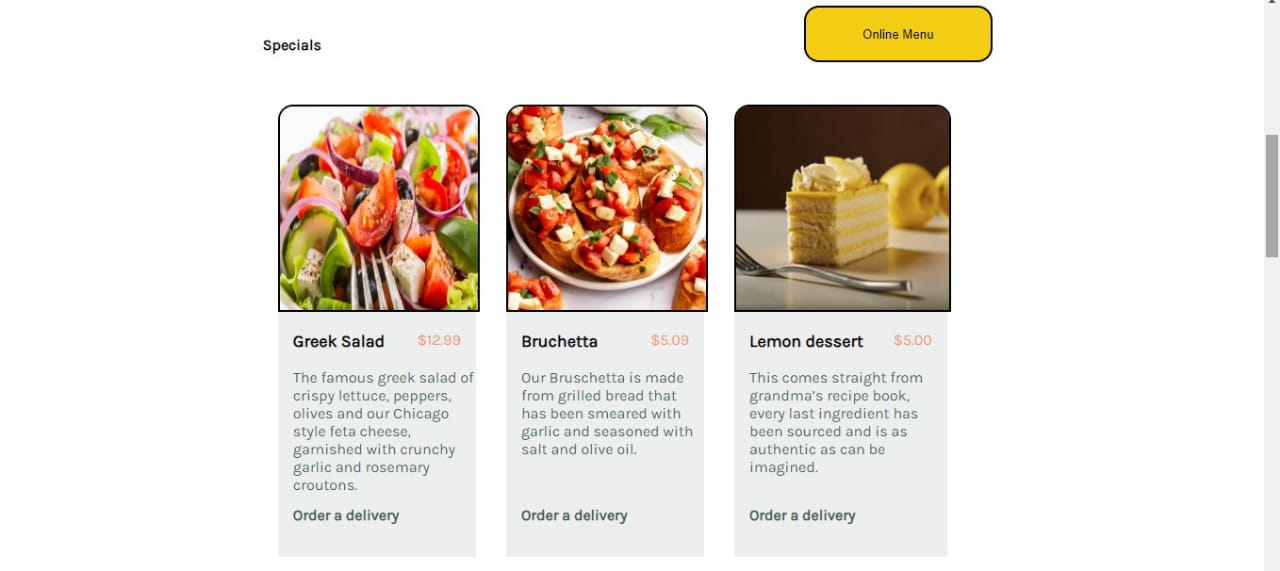 Online Menu
Specials
Greek Salad $12.99
The famous greek salad of
crispy lettuce, peppers,
olives and our Chicago
style feta cheese,
garnished with crunchy
garlic and rosemary
croutons.
Order a delivery
Bruchetta $5.09
Our Bruschetta is made
from grilled bread that
has been smeared with
garlic and seasoned with
salt and olive oil.
Order a delivery
Lemon dessert $5.00
This comes straight from
grandma's recipe book,
every last ingredient has
been sourced and is as
authentic as can be
imagined.
Order a delivery